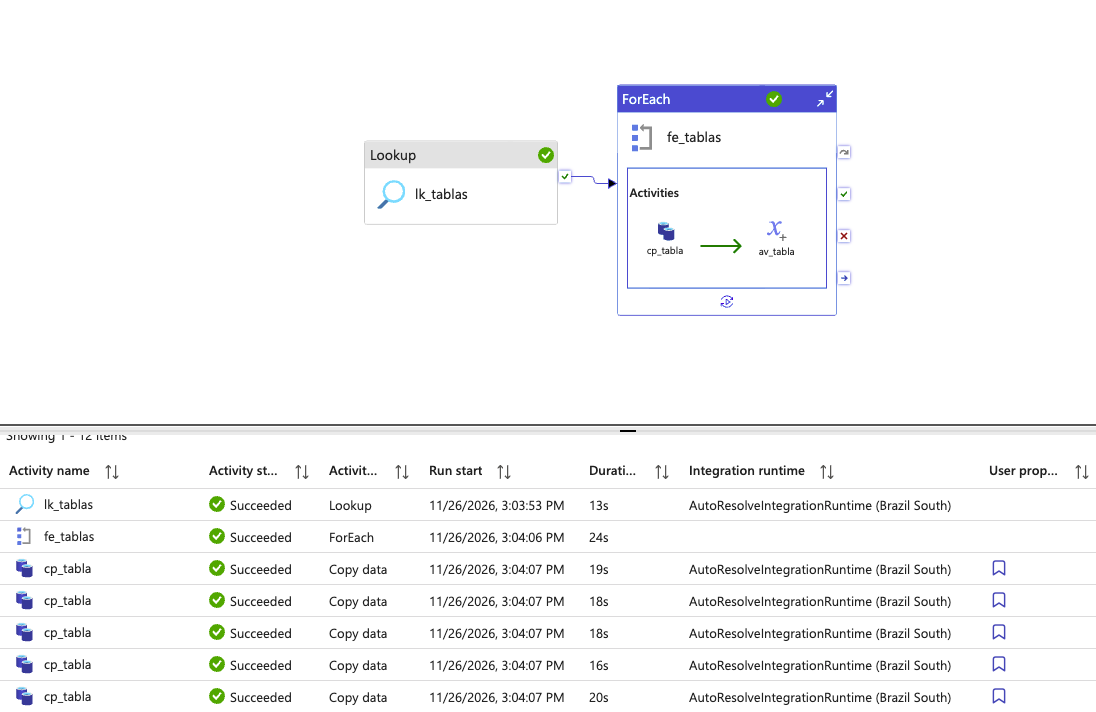 ForEach
fe_tablas
Lookup
lk_tablas
Activities
cp_tabla
av_tabla
Showing 1 - 12 items
Activity name Activity st... Activit... Run start Durati... Integration runtime User prop...
lk_tablas Succeeded Lookup 11/26/2026, 3:03:53 PM 13s AutoResolveIntegrationRuntime (Brazil South)
fe_tablas Succeeded ForEach 11/26/2026, 3:04:06 PM 24s
cp_tabla Succeeded Copy data 11/26/2026, 3:04:07 PM 19s AutoResolveIntegrationRuntime (Brazil South)
cp_tabla Succeeded Copy data 11/26/2026, 3:04:07 PM 18s AutoResolveIntegrationRuntime (Brazil South)
cp_tabla Succeeded Copy data 11/26/2026, 3:04:07 PM 18s AutoResolveIntegrationRuntime (Brazil South)
cp_tabla Succeeded Copy data 11/26/2026, 3:04:07 PM 16s AutoResolveIntegrationRuntime (Brazil South)
cp_tabla Succeeded Copy data 11/26/2026, 3:04:07 PM 20s AutoResolveIntegrationRuntime (Brazil South)